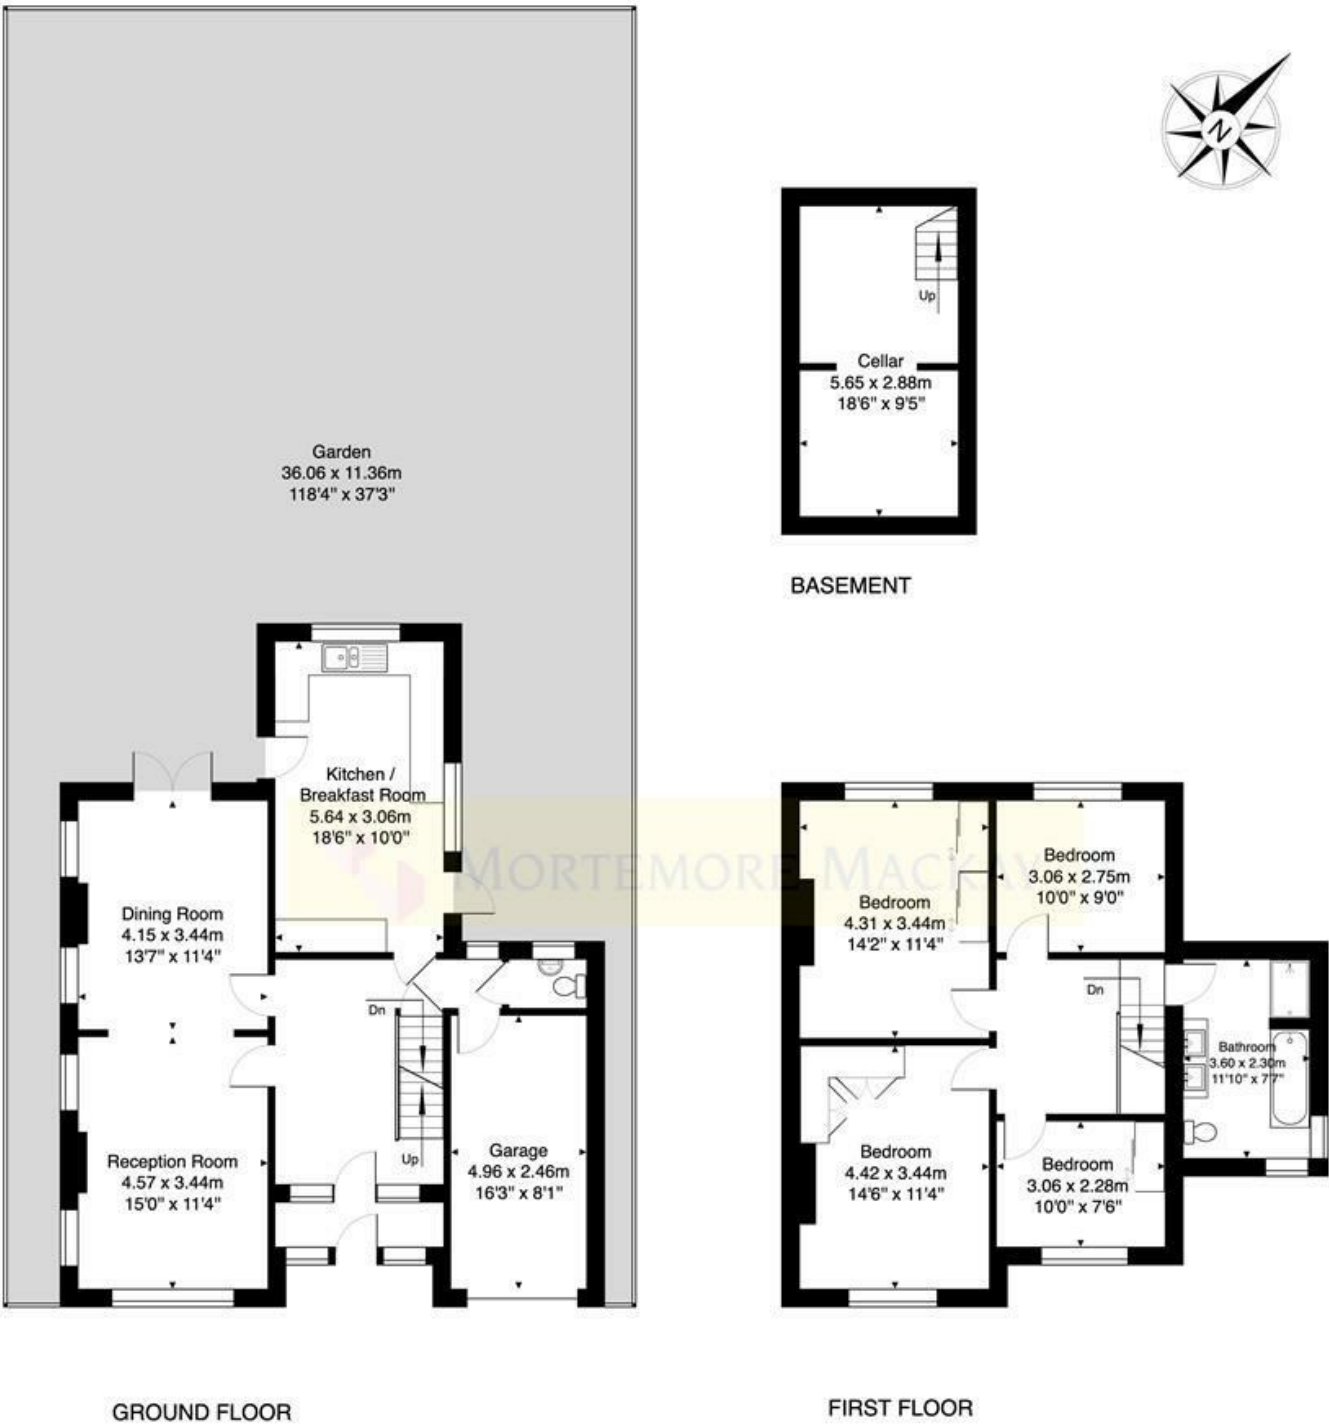 N
Up
Cellar
5.65 x 2.88m
18'6" x 9'5"
BASEMENT
Garden
36.06 x 11.36m
118'4" x 37'3"
Kitchen /
Breakfast Room
5.64 x 3.06m
18'6" x 10'0"
MORTEMORE MACKAY
Dining Room
4.15 x 3.44m
13'7" x 11'4"
Dn
Reception Room
4.57 x 3.44m
15'0" x 11'4"
Up
Garage
4.96 x 2.46m
16'3" x 8'1"
GROUND FLOOR
Bedroom
4.31 x 3.44m
14'2" x 11'4"
Bedroom
3.06 x 2.75m
10'0" x 9'0"
Dn
Bathroom
3.60 x 2.30m
11'10" x 7'7"
Bedroom
4.42 x 3.44m
14'6" x 11'4"
Bedroom
3.06 x 2.28m
10'0" x 7'6"
FIRST FLOOR